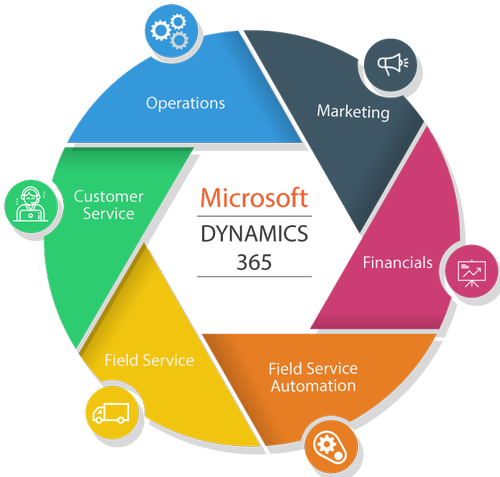 Operations
Marketing
Customer
Service
Microsoft
DYNAMICS
365
Financials
Field Service
Field Service
Automation